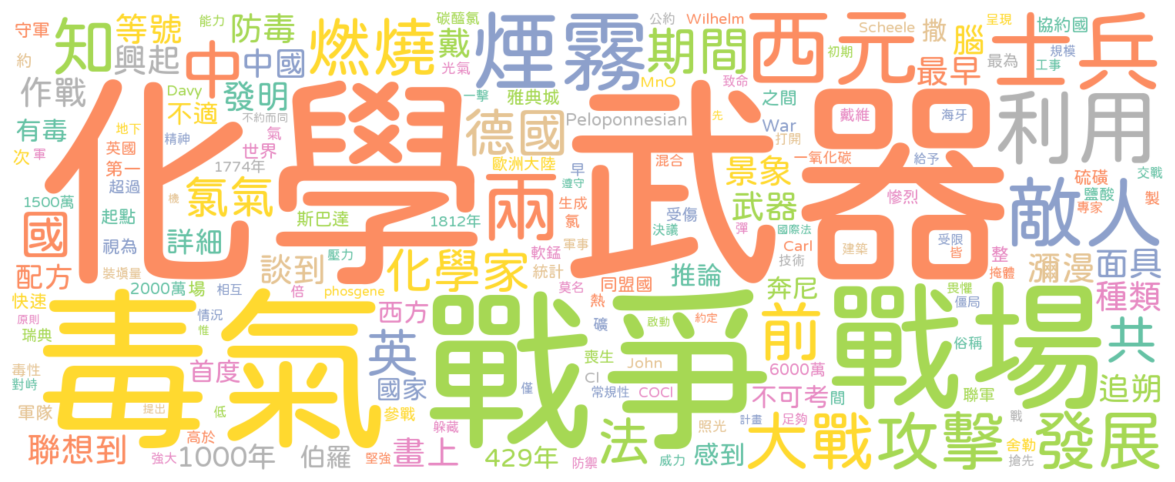 守軍 等號 能力 碳醯氯 公約 Wilhelm 撒 呈現 協約國
約 知 興起 中 防毒 燃燒 戴 煙霧 期間 西元 Scheele 腦 初期 最為 規模 士兵
作戰 中國 光氣 MnO 致命 最早 工事
有毒 Davy 不適 發明 一擊 雅典城 之間 戴維 海牙 利用
地下 不約而同 精神 德國 Peloponnesian War 先 打開
次 軍 英國 氣 世界 歐洲大陸 混合 早 一氧化碳 給予 交戰
化學 武器
第一 1774年 兩 景象 硫磺 鹽酸 製
1500萬 超過 機 氯氣 生成 遵守 武器 慘烈 敵人 專家
國 起點 斯巴達 1812年 氯 受傷 國際法
視為 詳細 壓力 軟錳 軍事 決議 彈 Carl 建築 受限 皆
配方 裝填量 談到 化學家 統計 同盟國 推論 技術 整 掩體 瀰漫 面具
2000萬 場 相互 倍 phosgene 莫名 熱 奔尼 畏懼 僵局 種類
快速 原則 情況 西方 礦 啟動 約定 前 俗稱
瑞典 惟 毒氣 英 戰爭 喪生 戰場 共
毒性 首度 John 6000萬
對峙 國家 僅 Cl 常規性 COCl 不可考 間 聯軍 追朔
軍隊 提出 低 參戰 躲藏 法 照光 計畫 足夠 大戰 攻擊 戰 發展
聯想到 高於 畫上 感到 舍勒
強大 1000年 伯羅 堅強 429年 防禦 威力 搶先